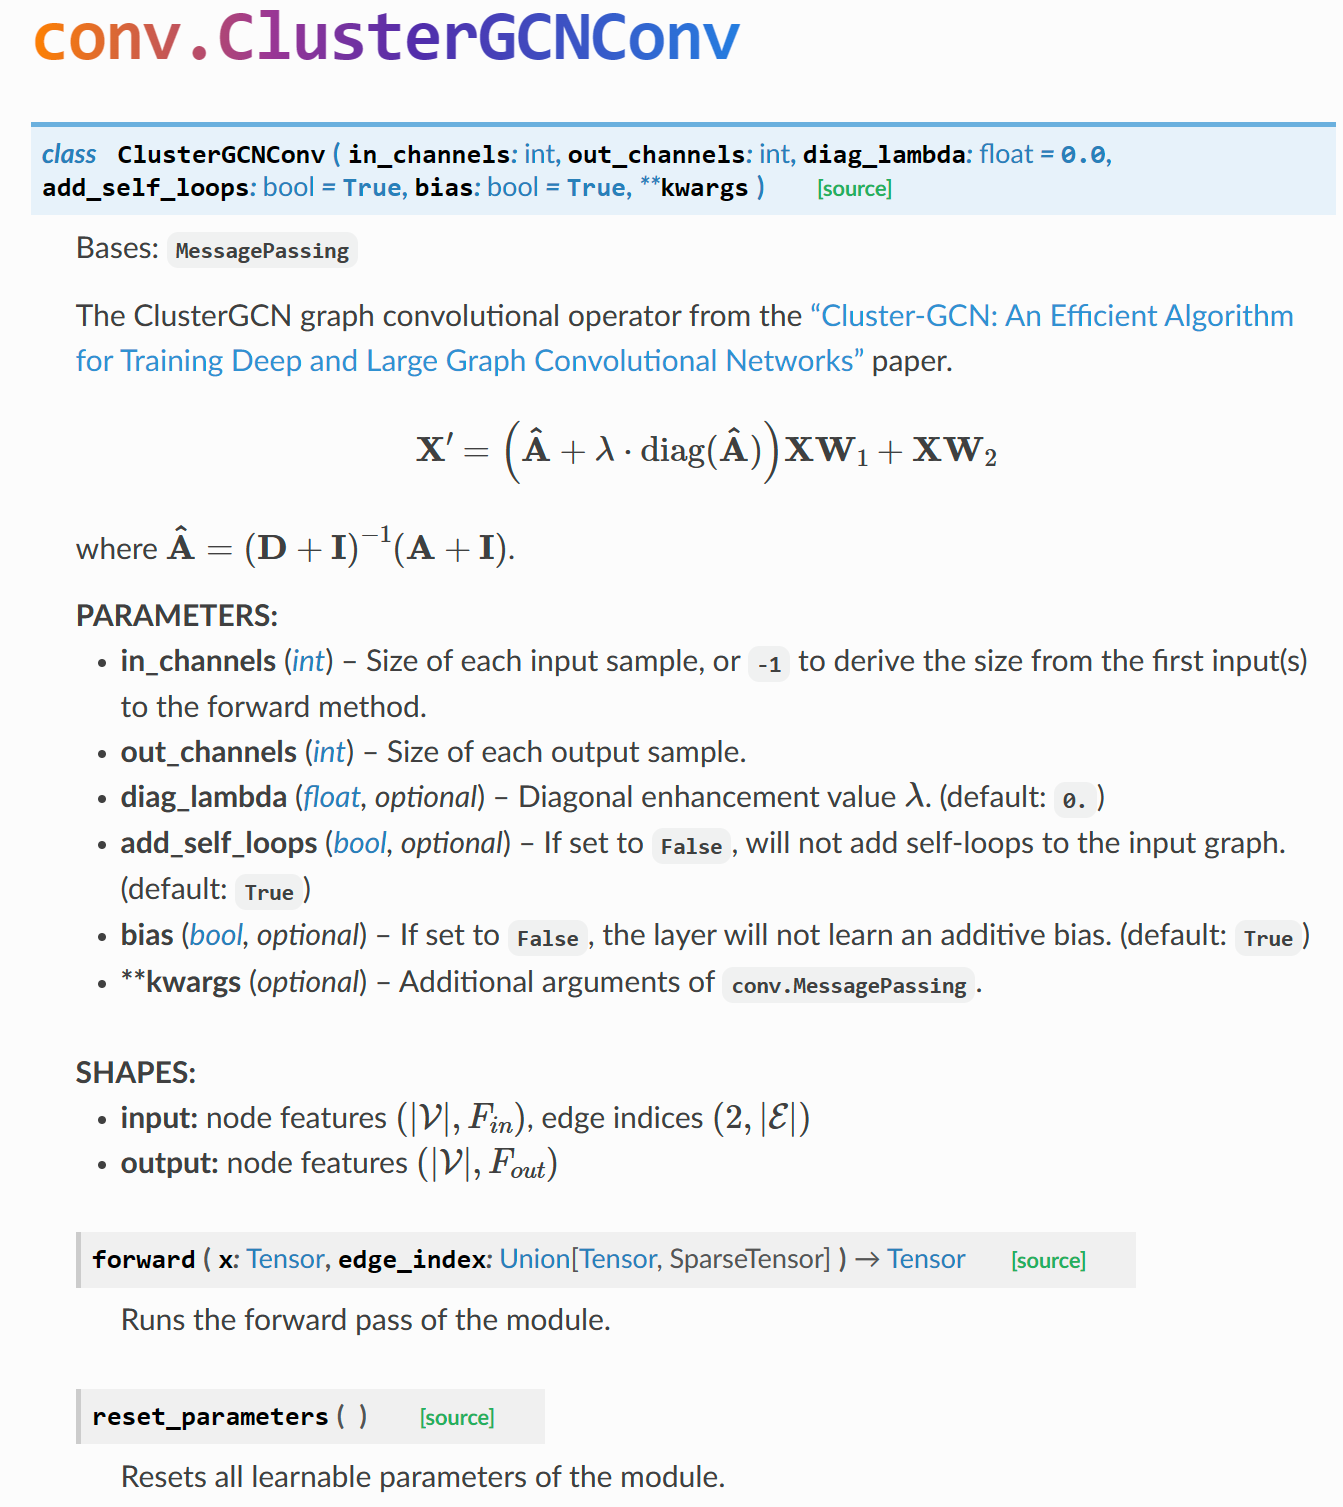 conv.ClusterGCNConv
class ClusterGCNConv ( in_channels: int, out_channels: int, diag_lambda: float = 0.0,
add_self_loops: bool = True, bias: bool = True, **kwargs ) [source]
Bases: MessagePassing
The ClusterGCN graph convolutional operator from the “Cluster-GCN: An Efficient Algorithm
for Training Deep and Large Graph Convolutional Networks” paper.
X′ = (Â + λ · diag(Â)) XW₁ + XW₂
where Â = (D + I)⁻¹(A + I).
PARAMETERS:
• in_channels (int) – Size of each input sample, or -1 to derive the size from the first input(s)
to the forward method.
• out_channels (int) – Size of each output sample.
• diag_lambda (float, optional) – Diagonal enhancement value λ. (default: 0. )
• add_self_loops (bool, optional) – If set to False , will not add self-loops to the input graph.
(default: True )
• bias (bool, optional) – If set to False , the layer will not learn an additive bias. (default: True )
• **kwargs (optional) – Additional arguments of conv.MessagePassing .
SHAPES:
• input: node features (|𝒱|, F_in), edge indices (2, |ℰ|)
• output: node features (|𝒱|, F_out)
forward ( x: Tensor, edge_index: Union[Tensor, SparseTensor] ) → Tensor [source]
Runs the forward pass of the module.
reset_parameters ( ) [source]
Resets all learnable parameters of the module.